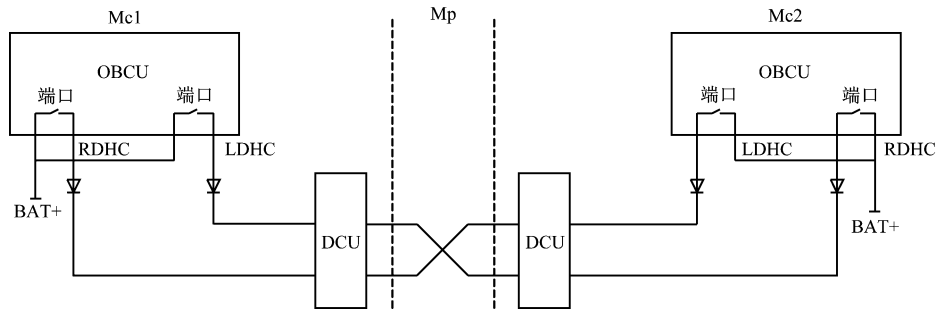 Mc1
Mp
Mc2
OBCU
OBCU
端口
端口
端口
端口
RDHC
LDHC
LDHC
RDHC
BAT+
BAT+
DCU
DCU